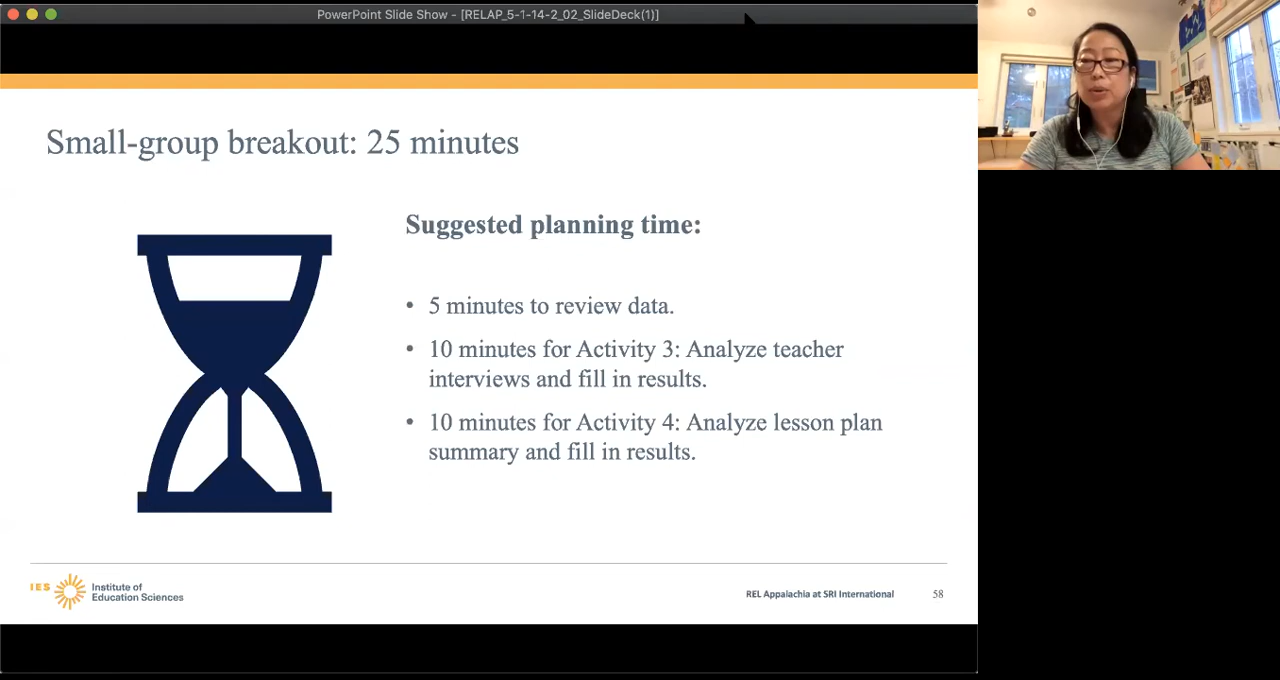 PowerPoint Slide Show - [RELAP_5-1-14-2_02_SlideDeck(1)]
Small-group breakout: 25 minutes
Suggested planning time:
• 5 minutes to review data.
• 10 minutes for Activity 3: Analyze teacher
interviews and fill in results.
• 10 minutes for Activity 4: Analyze lesson plan
summary and fill in results.
IES Institute of
Education Sciences
REL Appalachia at SRI International
58